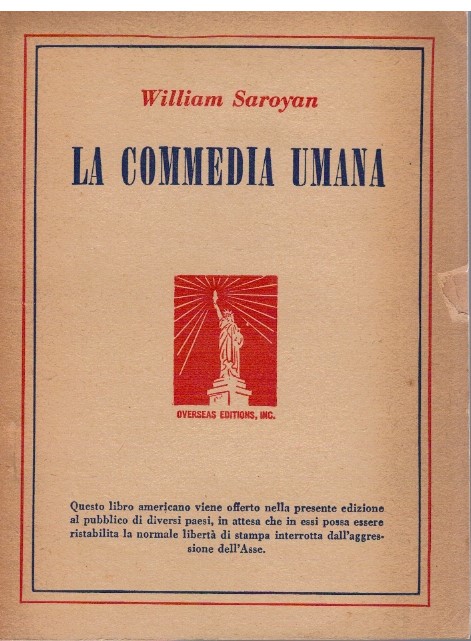 William Saroyan
LA COMMEDIA UMANA
OVERSEAS EDITIONS, INC.
Questo libro americano viene offerto nella presente edizione
al pubblico di diversi paesi, in attesa che in essi possa essere
ristabilita la normale libertà di stampa interrotta dall'aggres-
sione dell'Asse.